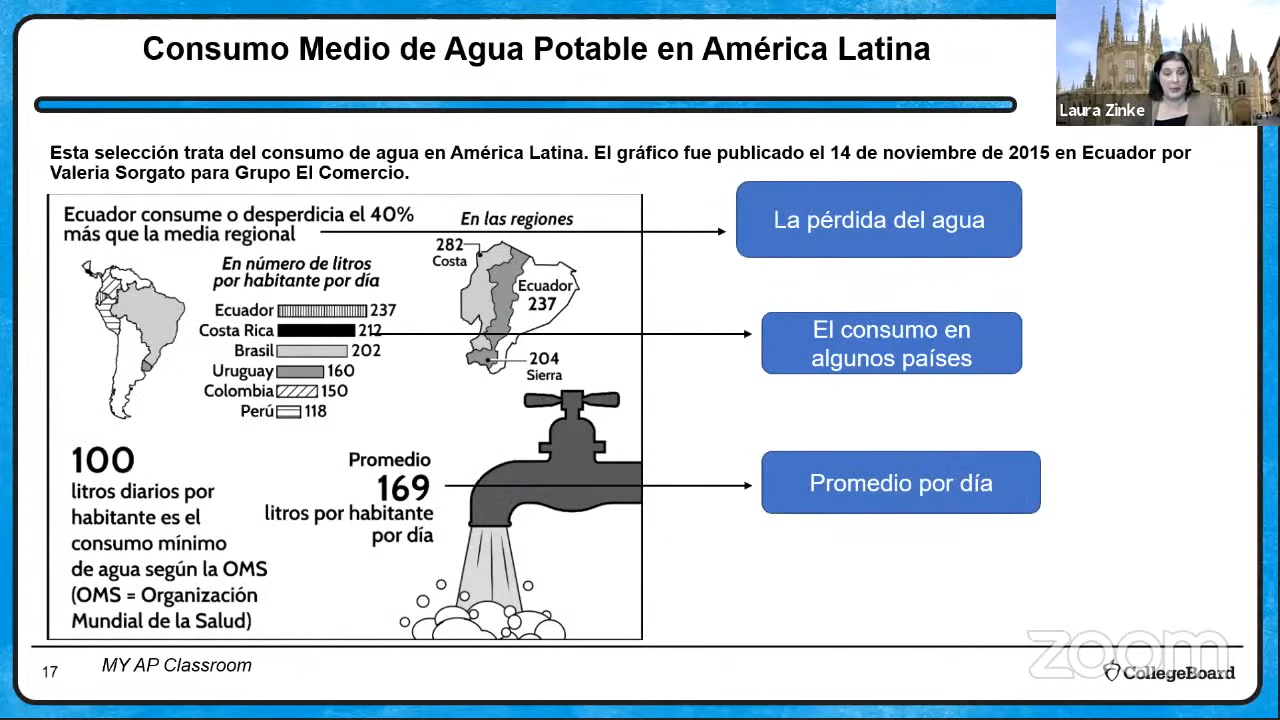 Consumo Medio de Agua Potable en América Latina
Laura Zinke
Esta selección trata del consumo de agua en América Latina. El gráfico fue publicado el 14 de noviembre de 2015 en Ecuador por
Valeria Sorgato para Grupo El Comercio.
Ecuador consume o desperdicia el 40%
más que la media regional
En número de litros
por habitante por día
Ecuador 237
Costa Rica 212
Brasil 202
Uruguay 160
Colombia 150
Perú 118
En las regiones
282
Costa
Ecuador
237
204
Sierra
100
litros diarios por
habitante es el
consumo mínimo
de agua según la OMS
(OMS = Organización
Mundial de la Salud)
Promedio
169
litros por habitante
por día
La pérdida del agua
El consumo en
algunos países
Promedio por día
17
MY AP Classroom
zoom
CollegeBoard